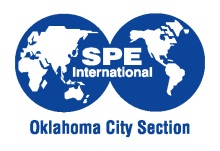 SPE
International
Oklahoma City Section